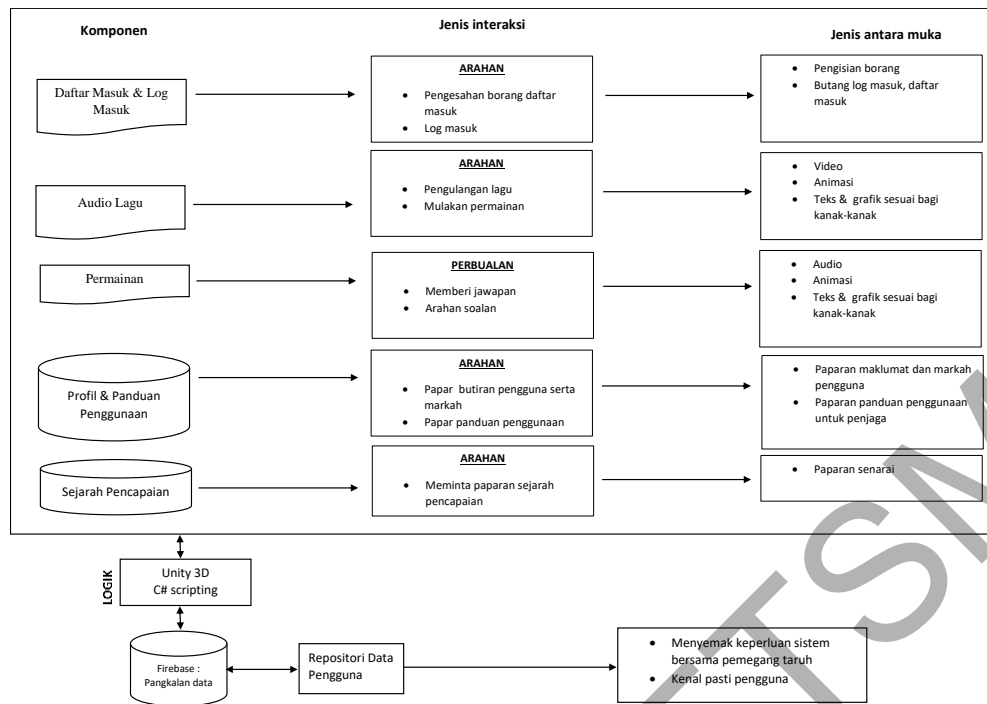 Komponen
Jenis interaksi
Jenis antara muka
Daftar Masuk & Log
Masuk
ARAHAN
• Pengesahan borang daftar
masuk
• Log masuk
• Pengisian borang
• Butang log masuk, daftar
masuk
Audio Lagu
ARAHAN
• Pengulangan lagu
• Mulakan permainan
• Video
• Animasi
• Teks & grafik sesuai bagi
kanak-kanak
Permainan
PERBUALAN
• Memberi jawapan
• Arahan soalan
• Audio
• Animasi
• Teks & grafik sesuai bagi
kanak-kanak
Profil & Panduan
Penggunaan
ARAHAN
• Papar butiran pengguna serta
markah
• Papar panduan penggunaan
• Paparan maklumat dan markah
pengguna
• Paparan panduan penggunaan
untuk penjaga
Sejarah Pencapaian
ARAHAN
• Meminta paparan sejarah
pencapaian
• Paparan senarai
LOGIK
Unity 3D
C# scripting
Firebase :
Pangkalan data
Repositori Data
Pengguna
• Menyemak keperluan sistem
bersama pemegang taruh
• Kenal pasti pengguna
TSM